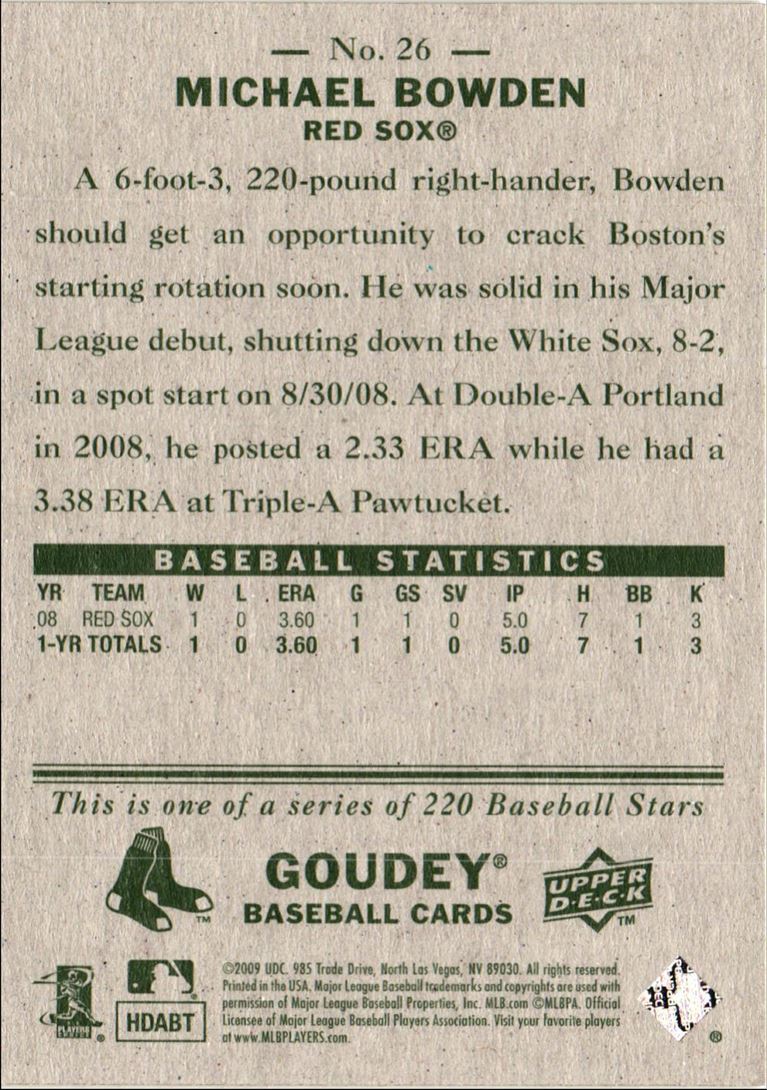 — No. 26 —
MICHAEL BOWDEN
RED SOX®
A 6-foot-3, 220-pound right-hander, Bowden
should get an opportunity to crack Boston's
starting rotation soon. He was solid in his Major
League debut, shutting down the White Sox, 8-2,
in a spot start on 8/30/08. At Double-A Portland
in 2008, he posted a 2.33 ERA while he had a
3.38 ERA at Triple-A Pawtucket.
BASEBALL STATISTICS
YR TEAM W L ERA G GS SV IP H BB K
08 RED SOX 1 0 3.60 1 1 0 5.0 7 1 3
1-YR TOTALS 1 0 3.60 1 1 0 5.0 7 1 3
This is one of a series of 220 Baseball Stars
GOUDEY®
BASEBALL CARDS
TM
UPPER
D·E·C·K
TM
©2009 UDC. 985 Trade Drive, North Las Vegas, NV 89030. All rights reserved.
Printed in the USA. Major League Baseball trademarks and copyrights are used with
permission of Major League Baseball Properties, Inc. MLB.com ©MLBPA. Official
Licensee of Major League Baseball Players Association. Visit your favorite players
at www.MLBPLAYERS.com.
HDABT
®